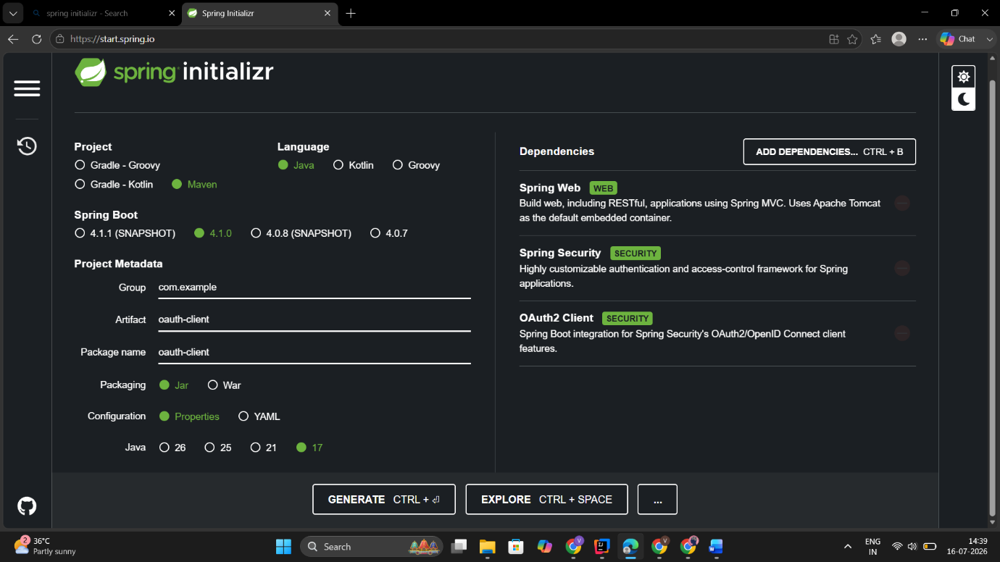 spring initializr - Search
Spring Initializr
https://start.spring.io
Chat
spring initializr
Project
Gradle - Groovy
Gradle - Kotlin
Maven
Language
Java
Kotlin
Groovy
Spring Boot
4.1.1 (SNAPSHOT)
4.1.0
4.0.8 (SNAPSHOT)
4.0.7
Project Metadata
Group
com.example
Artifact
oauth-client
Package name
oauth-client
Packaging
Jar
War
Configuration
Properties
YAML
Java
26
25
21
17
Dependencies
ADD DEPENDENCIES... CTRL + B
Spring Web WEB
Build web, including RESTful, applications using Spring MVC. Uses Apache Tomcat
as the default embedded container.
Spring Security SECURITY
Highly customizable authentication and access-control framework for Spring
applications.
OAuth2 Client SECURITY
Spring Boot integration for Spring Security's OAuth2/OpenID Connect client
features.
GENERATE CTRL + ⏎
EXPLORE CTRL + SPACE
...
2
36°C
Partly sunny
Search
V
V
W
ENG
IN
14:39
16-07-2026